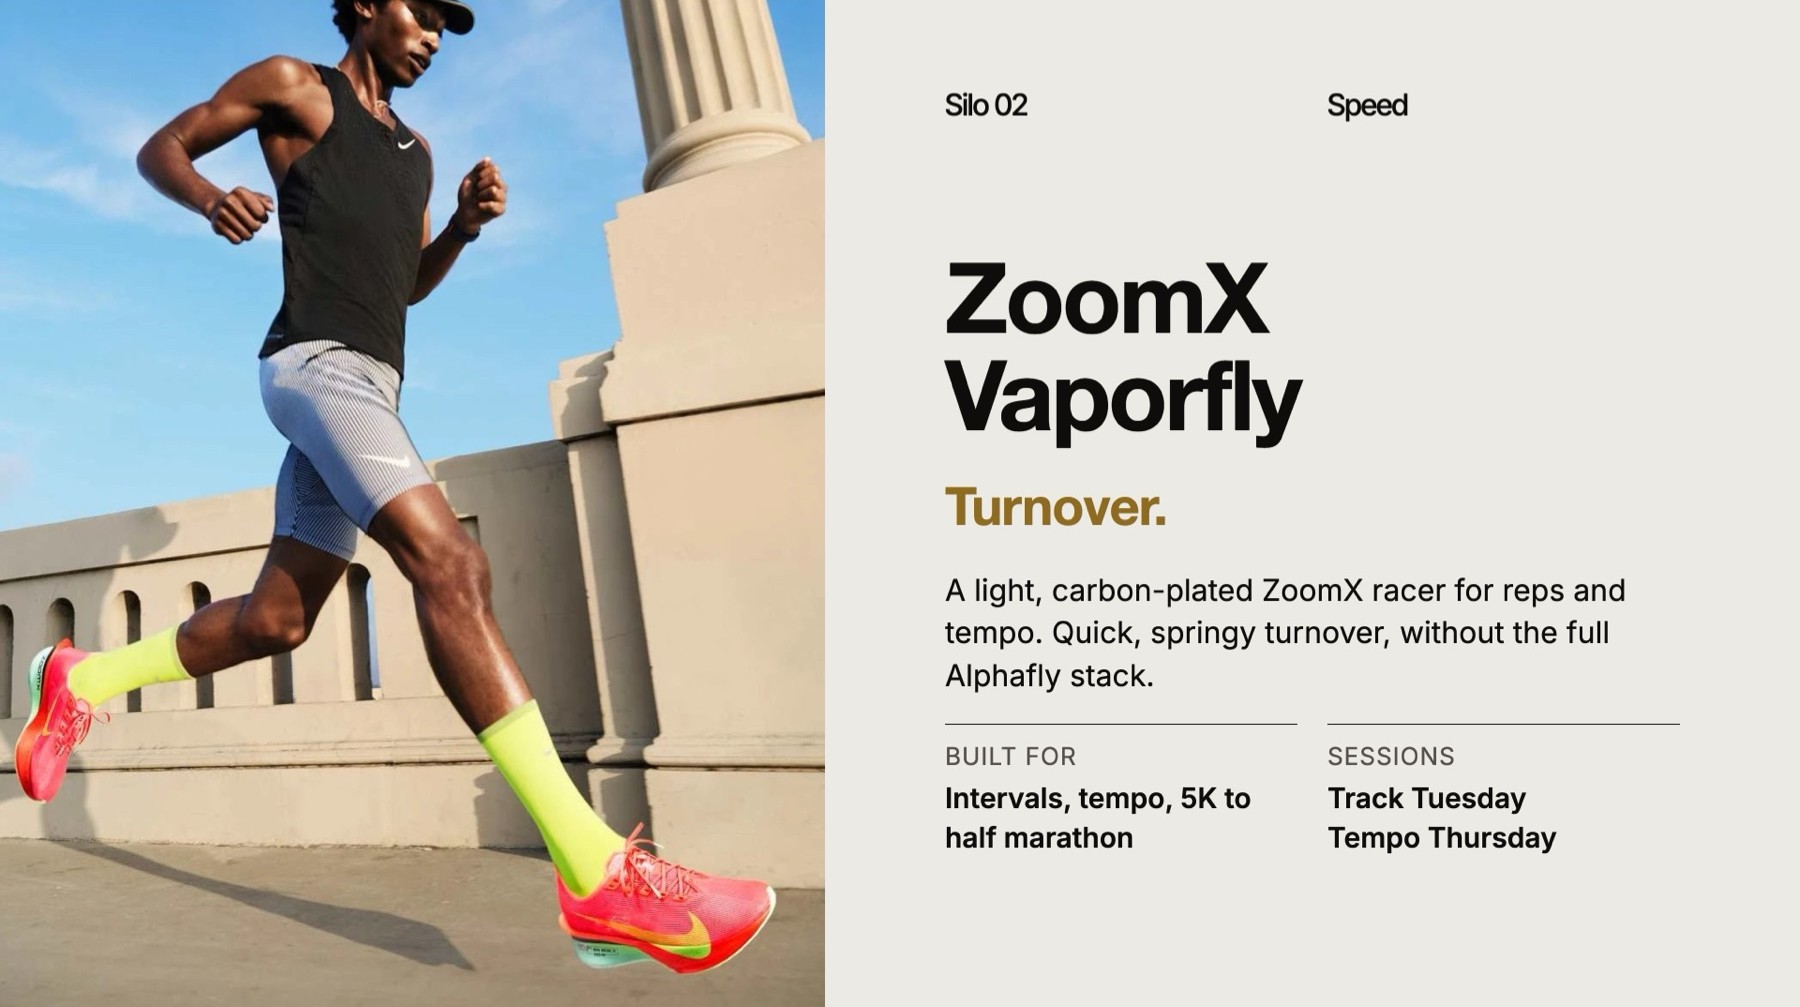 Silo 02
Speed
ZoomX
Vaporfly
Turnover.
A light, carbon-plated ZoomX racer for reps and
tempo. Quick, springy turnover, without the full
Alphafly stack.
BUILT FOR
Intervals, tempo, 5K to
half marathon
SESSIONS
Track Tuesday
Tempo Thursday